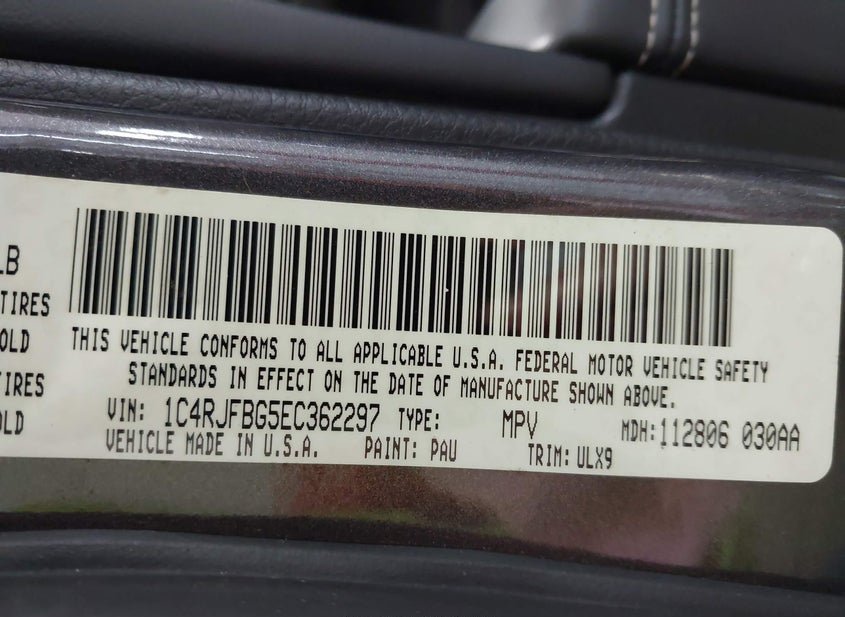 LB
TIRES
OLD
TIRES
OLD
THIS VEHICLE CONFORMS TO ALL APPLICABLE U.S.A. FEDERAL MOTOR VEHICLE SAFETY
STANDARDS IN EFFECT ON THE DATE OF MANUFACTURE SHOWN ABOVE.
VIN: 1C4RJFBG5EC362297 TYPE: MPV MDH: 112806 030AA
VEHICLE MADE IN U.S.A. PAINT: PAU TRIM: ULX9